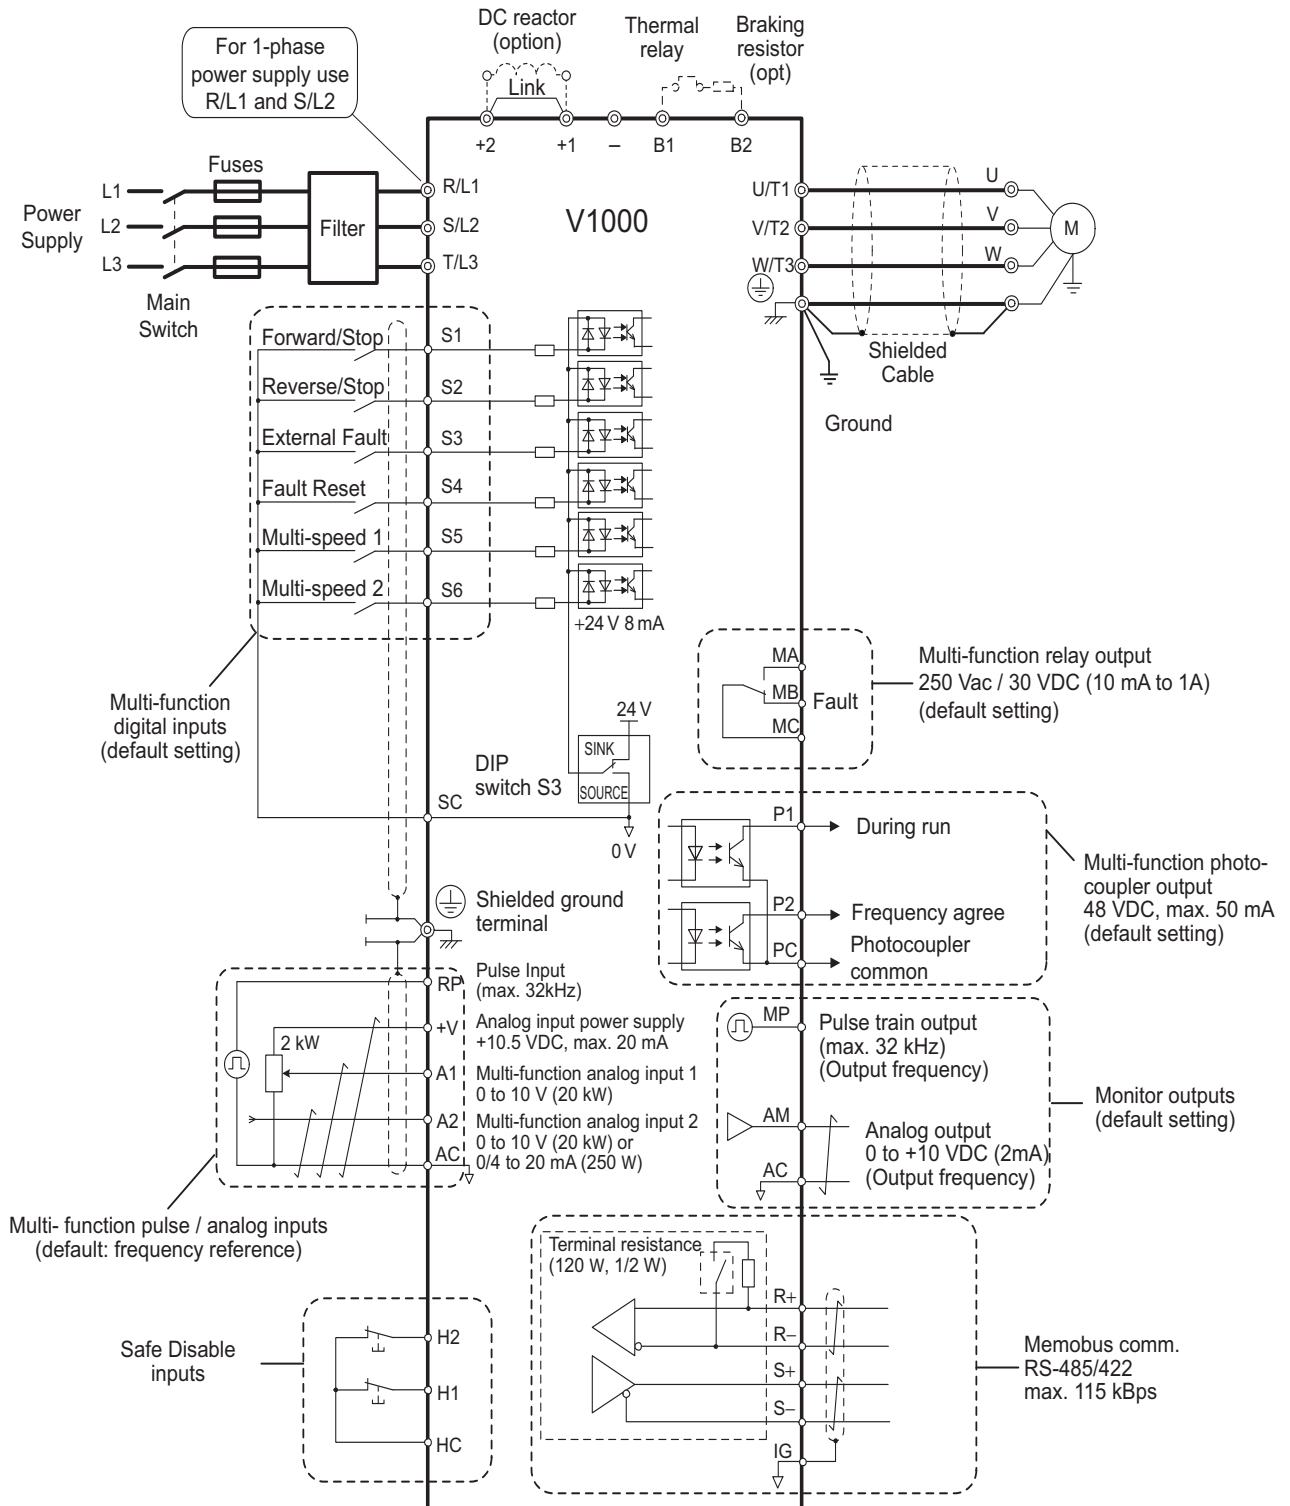 DC reactor
(option)
Thermal
relay
Braking
resistor
(opt)
For 1-phase
power supply use
R/L1 and S/L2
Link
+2
+1
–
B1
B2
Fuses
L1
L2
L3
Power
Supply
Filter
Main
Switch
R/L1
S/L2
T/L3
V1000
U/T1
V/T2
W/T3
U
V
W
M
Shielded
Cable
Ground
Forward/Stop
S1
Reverse/Stop
S2
External Fault
S3
Fault Reset
S4
Multi-speed 1
S5
Multi-speed 2
S6
+24 V 8 mA
Multi-function
digital inputs
(default setting)
24 V
SINK
SOURCE
DIP
switch S3
SC
0 V
MA
MB
MC
Fault
Multi-function relay output
250 Vac / 30 VDC (10 mA to 1A)
(default setting)
P1
During run
P2
Frequency agree
PC
Photocoupler
common
Multi-function photo-
coupler output
48 VDC, max. 50 mA
(default setting)
Shielded ground
terminal
RP
Pulse Input
(max. 32kHz)
+V
Analog input power supply
+10.5 VDC, max. 20 mA
2 kW
A1
Multi-function analog input 1
0 to 10 V (20 kW)
A2
Multi-function analog input 2
0 to 10 V (20 kW) or
0/4 to 20 mA (250 W)
AC
Multi- function pulse / analog inputs
(default: frequency reference)
MP
Pulse train output
(max. 32 kHz)
(Output frequency)
AM
Analog output
0 to +10 VDC (2mA)
(Output frequency)
AC
Monitor outputs
(default setting)
Terminal resistance
(120 W, 1/2 W)
R+
R–
S+
S–
IG
Memobus comm.
RS-485/422
max. 115 kBps
Safe Disable
inputs
H2
H1
HC